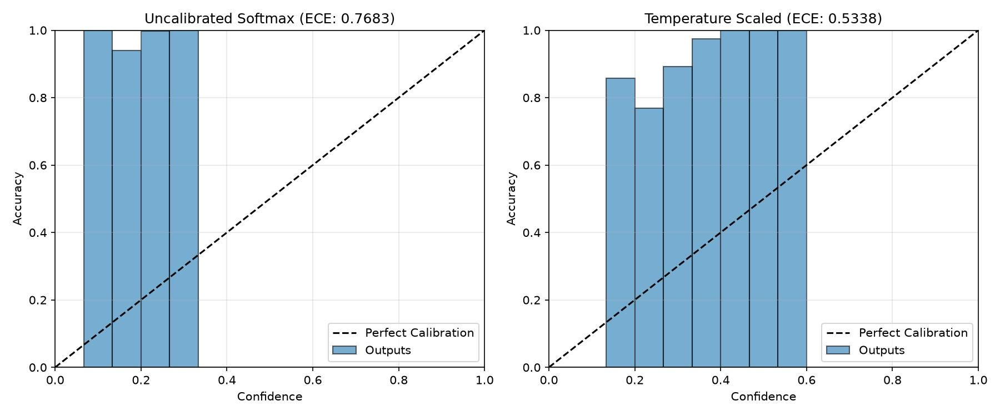 Uncalibrated Softmax (ECE: 0.7683)
1.0
0.8
0.6
0.4
0.2
0.0
Accuracy
0.0 0.2 0.4 0.6 0.8 1.0
Confidence
Perfect Calibration
Outputs
Temperature Scaled (ECE: 0.5338)
1.0
0.8
0.6
0.4
0.2
0.0
Accuracy
0.0 0.2 0.4 0.6 0.8 1.0
Confidence
Perfect Calibration
Outputs